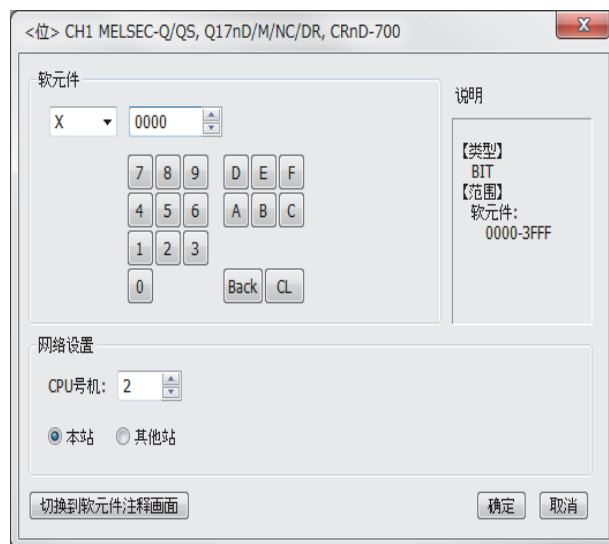 <位> CH1 MELSEC-Q/QS, Q17nD/M/NC/DR, CRnD-700
软元件
X 0000
7 8 9 D E F
4 5 6 A B C
1 2 3
0 Back CL
说明
【类型】
BIT
【范围】
软元件:
0000-3FFF
网络设置
CPU号机: 2
本站 其他站
切换到软元件注释画面 确定 取消